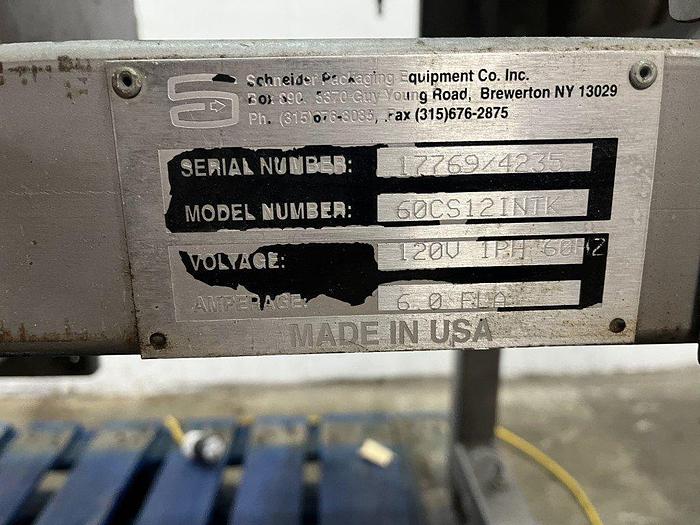 Schneider Packaging Equipment Co. Inc.
Box 890, 5370 Guy Young Road, Brewerton NY 13029
Ph. (315)676-3035, Fax (315)676-2875
SERIAL NUMBER: 17769/4235
MODEL NUMBER: 60CS12INTK
VOLTAGE: 120V 1PH 60HZ
AMPERAGE: 6.0 FLA
MADE IN USA